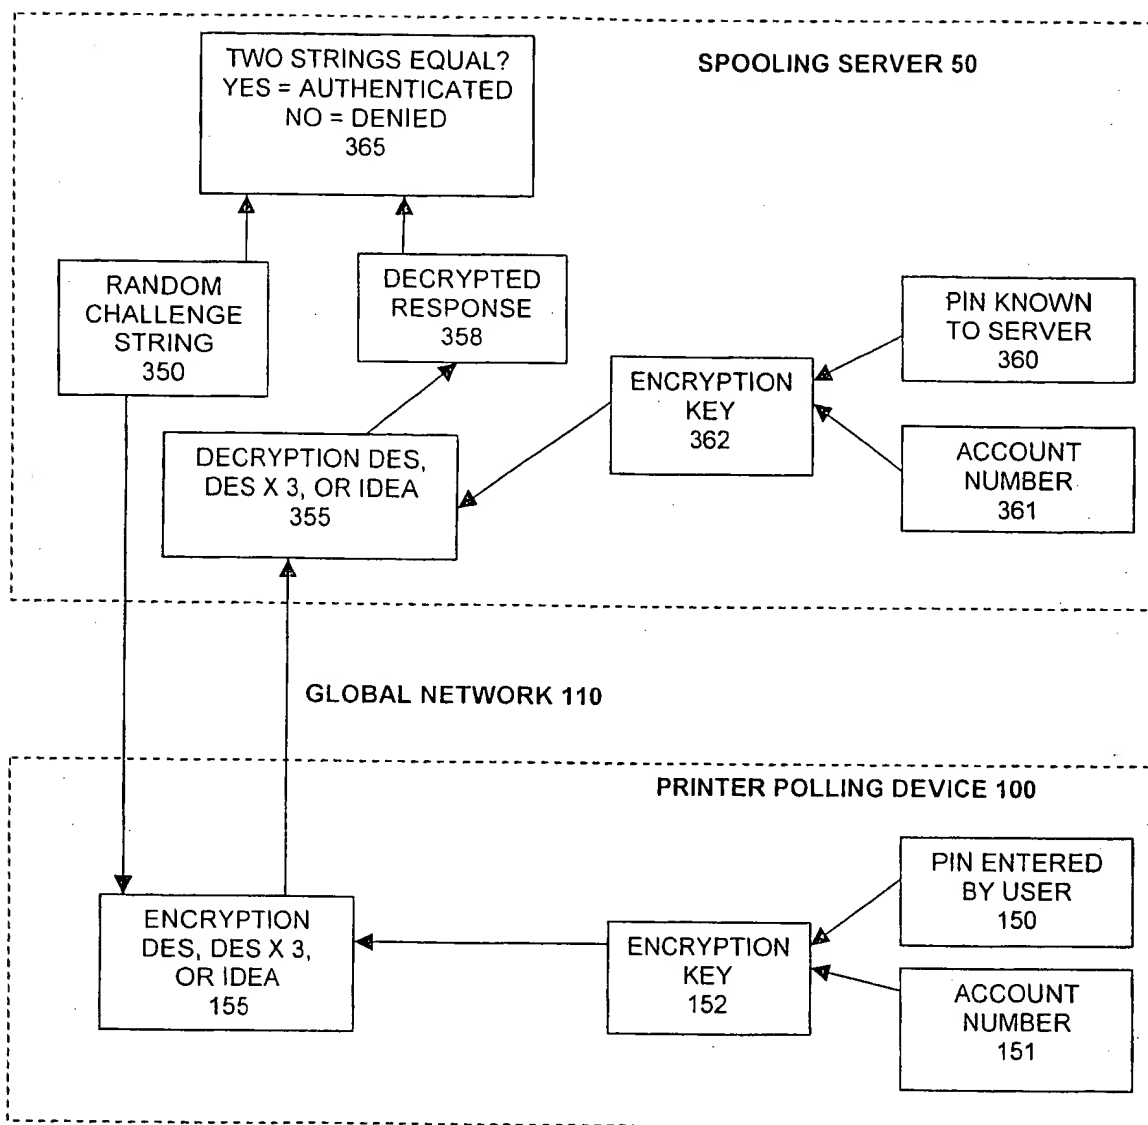 TWO STRINGS EQUAL?
YES = AUTHENTICATED
NO = DENIED
365
SPOOLING SERVER 50
RANDOM
CHALLENGE
STRING
350
DECRYPTED
RESPONSE
358
PIN KNOWN
TO SERVER
360
ENCRYPTION
KEY
362
DECRYPTION DES,
DES X 3, OR IDEA
355
ACCOUNT
NUMBER
361
GLOBAL NETWORK 110
PRINTER POLLING DEVICE 100
PIN ENTERED
BY USER
150
ENCRYPTION
DES, DES X 3,
OR IDEA
155
ENCRYPTION
KEY
152
ACCOUNT
NUMBER
151